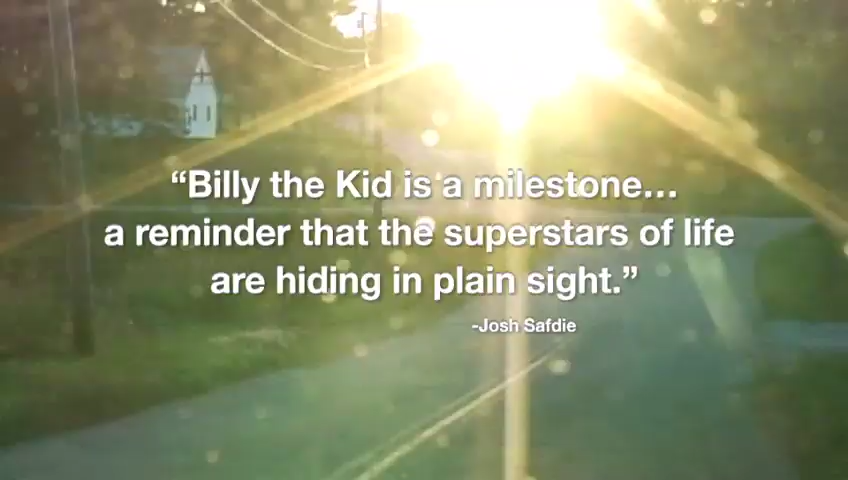 “Billy the Kid is a milestone…
a reminder that the superstars of life
are hiding in plain sight.”
-Josh Safdie